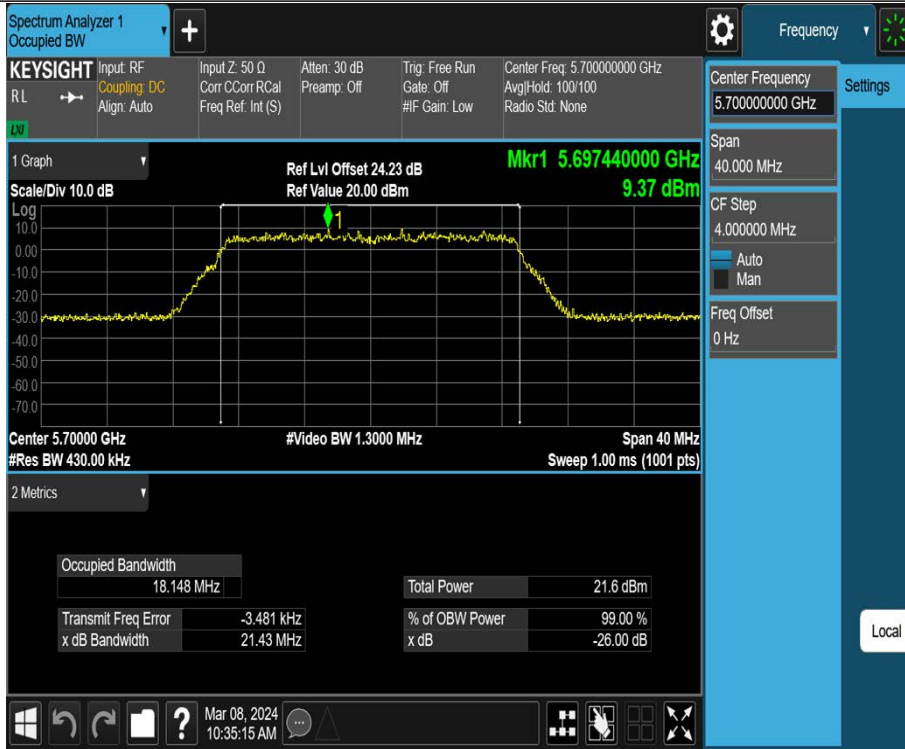 Spectrum Analyzer 1
Occupied BW
+
Frequency
KEYSIGHT
R L
LXI
Input: RF
Coupling: DC
Align: Auto
Input Z: 50 Ω
Corr CCorr RCal
Freq Ref: Int (S)
Atten: 30 dB
Preamp: Off
Trig: Free Run
Gate: Off
#IF Gain: Low
Center Freq: 5.700000000 GHz
Avg|Hold: 100/100
Radio Std: None
Center Frequency
5.700000000 GHz
Settings
Span
40.000 MHz
CF Step
4.000000 MHz
Auto
Man
Freq Offset
0 Hz
Local
1 Graph
Scale/Div 10.0 dB
Ref Lvl Offset 24.23 dB
Ref Value 20.00 dBm
Mkr1 5.697440000 GHz
9.37 dBm
Log
1
10.0
0.00
-10.0
-20.0
-30.0
-40.0
-50.0
-60.0
-70.0
Center 5.70000 GHz
#Video BW 1.3000 MHz
Span 40 MHz
#Res BW 430.00 kHz
Sweep 1.00 ms (1001 pts)
2 Metrics
Occupied Bandwidth
18.148 MHz
Total Power 21.6 dBm
Transmit Freq Error -3.481 kHz
% of OBW Power 99.00 %
x dB Bandwidth 21.43 MHz
x dB -26.00 dB
?
Mar 08, 2024
10:35:15 AM